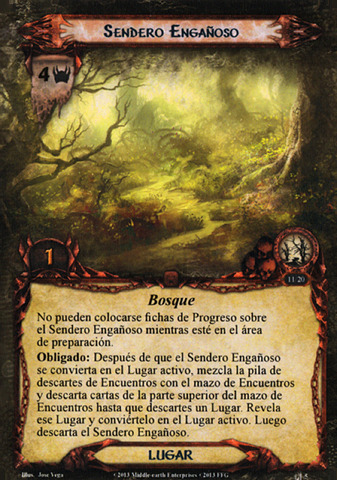 Sendero Engañoso
4
1
11/20
Bosque
No pueden colocarse fichas de Progreso sobre
el Sendero Engañoso mientras esté en el área
de preparación.
Obligado: Después de que el Sendero Engañoso
se convierta en el Lugar activo, mezcla la pila de
descartes de Encuentros con el mazo de Encuentros
y descarta cartas de la parte superior del mazo de
Encuentros hasta que descartes un Lugar. Revela
ese Lugar y conviértelo en el Lugar activo. Luego
descarta el Sendero Engañoso.
LUGAR
Illus. Jose Vega
©2013 Middle-earth Enterprises ©2013 FFG